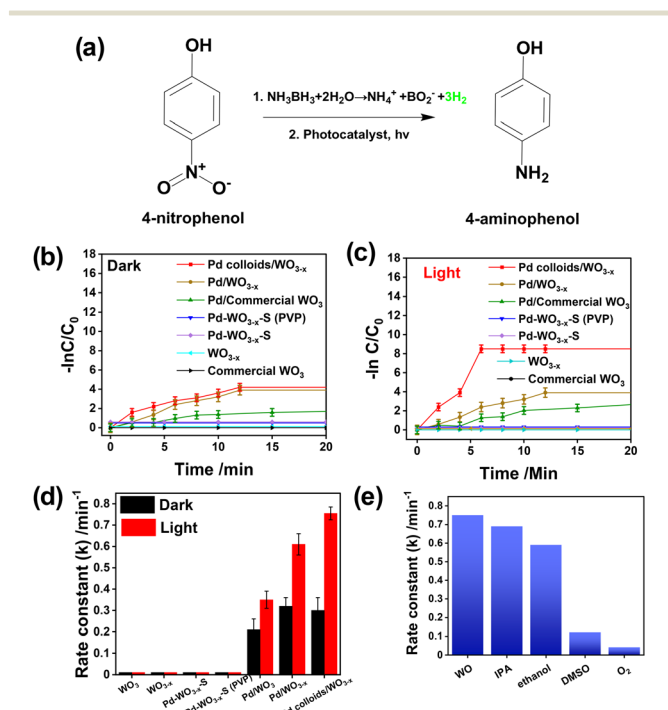 (a)
OH
OH
1. NH₃BH₃+2H₂O→NH₄⁺ +BO₂⁻ +3H₂
2. Photocatalyst, hv
N⁺
O
O⁻
NH₂
4-nitrophenol
4-aminophenol
(b)
Dark
Pd colloids/WO₃₋ₓ
Pd/WO₃₋ₓ
Pd/Commercial WO₃
Pd-WO₃₋ₓ-S (PVP)
Pd-WO₃₋ₓ-S
WO₃₋ₓ
Commercial WO₃
-lnC/C₀
18
16
14
12
10
8
6
4
2
0
0
5
10
15
20
Time /min
(c)
Light
Pd colloids/WO₃₋ₓ
Pd/WO₃₋ₓ
Pd/Commercial WO₃
Pd-WO₃₋ₓ-S (PVP)
Pd-WO₃₋ₓ-S
WO₃₋ₓ
Commercial WO₃
-ln C/C₀
18
16
14
12
10
8
6
4
2
0
0
5
10
15
20
Time /Min
(d)
Dark
Light
Rate constant (k) /min⁻¹
0.8
0.7
0.6
0.5
0.4
0.3
0.2
0.1
0
WO₃
WO₃₋ₓ
Pd-WO₃₋ₓ-S
Pd-WO₃₋ₓ-S (PVP)
Pd/WO₃
Pd/WO₃₋ₓ
Pd colloids/WO₃₋ₓ
(e)
Rate constant (k) /min⁻¹
0.8
0.7
0.6
0.5
0.4
0.3
0.2
0.1
0
WO
IPA
ethanol
DMSO
O₂